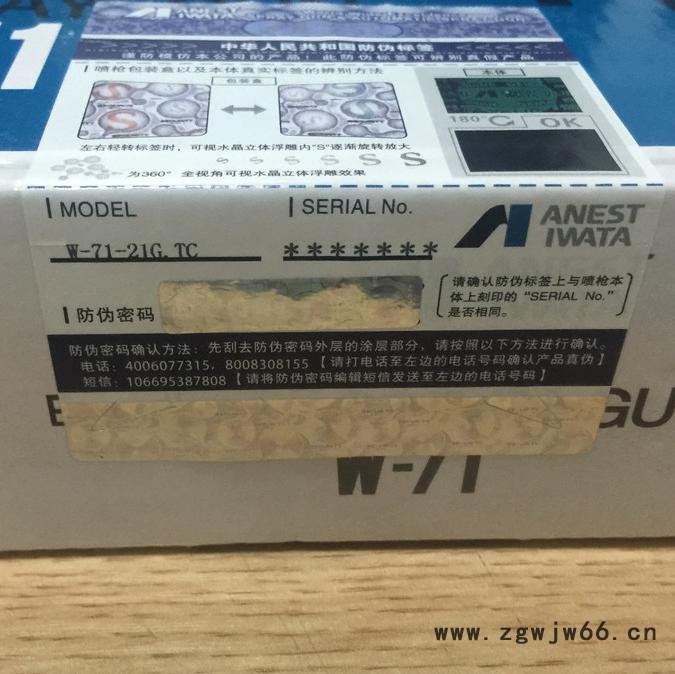 ANEST
IWATA
中华人民共和国防伪标签
谨防模仿本公司的产品！此防伪标签可辨别真假产品
喷枪包装盒以及本体真实标签的辨别方法
包装盒
本体
180°
OK
左右轻转标签时，可视水晶立体浮雕内"S"逐渐旋转放大
S S S S S S
为360° 全视角可视水晶立体浮雕效果
MODEL
SERIAL No.
W-71-21G.TC
*******
ANEST
IWATA
防伪密码
请确认防伪标签上与喷枪本
体上刻印的"SERIAL No."
是否相同。
防伪密码确认方法：先刮去防伪密码外层的涂层部分，请按照以下方法进行确认。
电话：4006077315，8008308155【请打电话至左边的电话号码确认产品真伪】
短信：106695387808【请将防伪密码编辑短信发送至左边的电话号码】
GU
W-71
www.zgwjw66.cn